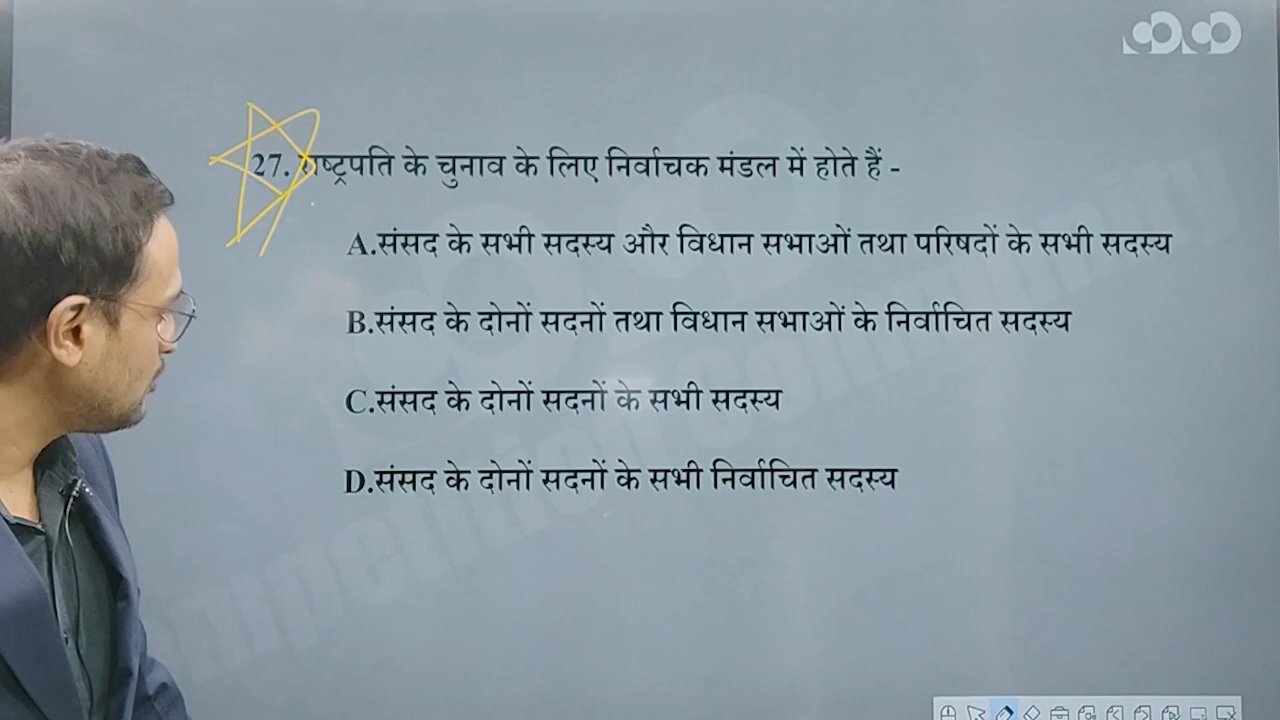 27. राष्ट्रपति के चुनाव के लिए निर्वाचक मंडल में होते हैं -
A.संसद के सभी सदस्य और विधान सभाओं तथा परिषदों के सभी सदस्य
B.संसद के दोनों सदनों तथा विधान सभाओं के निर्वाचित सदस्य
C.संसद के दोनों सदनों के सभी सदस्य
D.संसद के दोनों सदनों के सभी निर्वाचित सदस्य